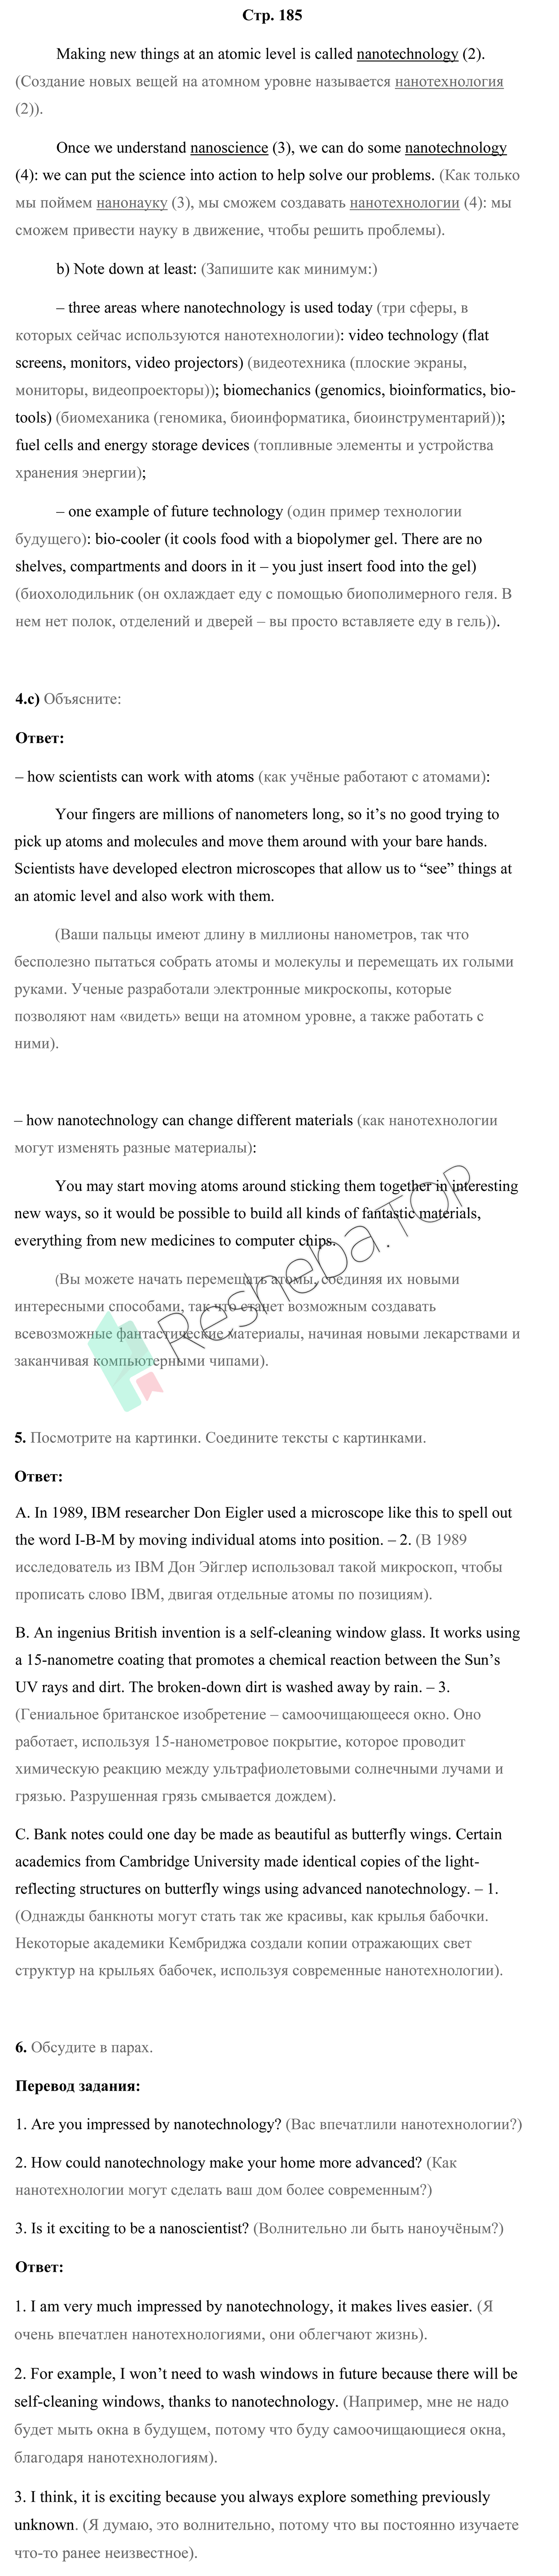 Стр. 185
Making new things at an atomic level is called nanotechnology (2).
(Создание новых вещей на атомном уровне называется нанотехнология
(2)).
Once we understand nanoscience (3), we can do some nanotechnology
(4): we can put the science into action to help solve our problems. (Как только
мы поймем нанонауку (3), мы сможем создавать нанотехнологии (4): мы
сможем привести науку в движение, чтобы решить проблемы).
b) Note down at least: (Запишите как минимум:)
– three areas where nanotechnology is used today (три сферы, в
которых сейчас используются нанотехнологии): video technology (flat
screens, monitors, video projectors) (видеотехника (плоские экраны,
мониторы, видеопроекторы)); biomechanics (genomics, bioinformatics, bio-
tools) (биомеханика (геномика, биоинформатика, биоинструментарий));
fuel cells and energy storage devices (топливные элементы и устройства
хранения энергии);
– one example of future technology (один пример технологии
будущего): bio-cooler (it cools food with a biopolymer gel. There are no
shelves, compartments and doors in it – you just insert food into the gel)
(биохолодильник (он охлаждает еду с помощью биополимерного геля. В
нем нет полок, отделений и дверей – вы просто вставляете еду в гель)).
4.c) Объясните:
Ответ:
– how scientists can work with atoms (как учёные работают с атомами):
Your fingers are millions of nanometers long, so it’s no good trying to
pick up atoms and molecules and move them around with your bare hands.
Scientists have developed electron microscopes that allow us to “see” things at
an atomic level and also work with them.
(Ваши пальцы имеют длину в миллионы нанометров, так что
бесполезно пытаться собрать атомы и молекулы и перемещать их голыми
руками. Ученые разработали электронные микроскопы, которые
позволяют нам «видеть» вещи на атомном уровне, а также работать с
ними).
– how nanotechnology can change different materials (как нанотехнологии
могут изменять разные материалы):
You may start moving atoms around sticking them together in interesting
new ways, so it would be possible to build all kinds of fantastic materials,
everything from new medicines to computer chips.
(Вы можете начать перемещать атомы, соединяя их новыми
интересными способами, так что станет возможным создавать
всевозможные фантастические материалы, начиная новыми лекарствами и
заканчивая компьютерными чипами).
Resheba.TOP
5. Посмотрите на картинки. Соедините тексты с картинками.
Ответ:
A. In 1989, IBM researcher Don Eigler used a microscope like this to spell out
the word I-B-M by moving individual atoms into position. – 2. (В 1989
исследователь из IBM Дон Эйглер использовал такой микроскоп, чтобы
прописать слово IBM, двигая отдельные атомы по позициям).
B. An ingenius British invention is a self-cleaning window glass. It works using
a 15-nanometre coating that promotes a chemical reaction between the Sun’s
UV rays and dirt. The broken-down dirt is washed away by rain. – 3.
(Гениальное британское изобретение – самоочищающееся окно. Оно
работает, используя 15-нанометровое покрытие, которое проводит
химическую реакцию между ультрафиолетовыми солнечными лучами и
грязью. Разрушенная грязь смывается дождем).
C. Bank notes could one day be made as beautiful as butterfly wings. Certain
academics from Cambridge University made identical copies of the light-
reflecting structures on butterfly wings using advanced nanotechnology. – 1.
(Однажды банкноты могут стать так же красивы, как крылья бабочки.
Некоторые академики Кембриджа создали копии отражающих свет
структур на крыльях бабочек, используя современные нанотехнологии).
6. Обсудите в парах.
Перевод задания:
1. Are you impressed by nanotechnology? (Вас впечатлили нанотехнологии?)
2. How could nanotechnology make your home more advanced? (Как
нанотехнологии могут сделать ваш дом более современным?)
3. Is it exciting to be a nanoscientist? (Волнительно ли быть наноучёным?)
Ответ:
1. I am very much impressed by nanotechnology, it makes lives easier. (Я
очень впечатлен нанотехнологиями, они облегчают жизнь).
2. For example, I won’t need to wash windows in future because there will be
self-cleaning windows, thanks to nanotechnology. (Например, мне не надо
будет мыть окна в будущем, потому что буду самоочищающиеся окна,
благодаря нанотехнологиям).
3. I think, it is exciting because you always explore something previously
unknown. (Я думаю, это волнительно, потому что вы постоянно изучаете
что-то ранее неизвестное).